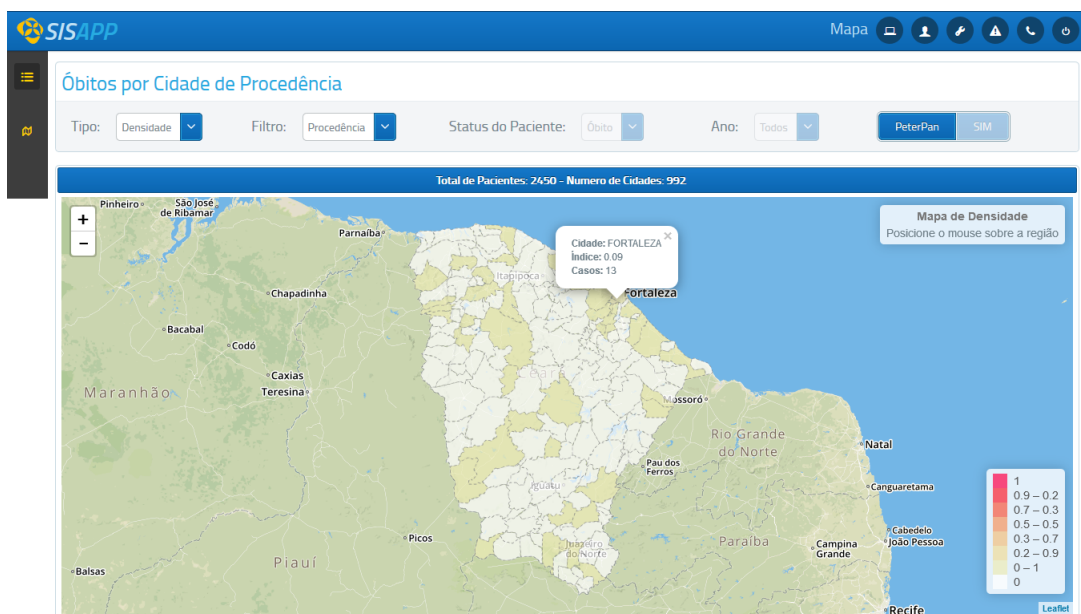 SISAPP
Mapa
Óbitos por Cidade de Procedência
Tipo: Densidade Filtro: Procedência Status do Paciente: Óbito Ano: Todos PeterPan SIM
Total de Pacientes: 2450 - Numero de Cidades: 992
+
−
Mapa de Densidade
Posicione o mouse sobre a região
Cidade: FORTALEZA ×
Índice: 0.09
Casos: 13
Pinheiro
São José
de Ribamar
Parnaíba
Itapipoca
Fortaleza
Chapadinha
Bacabal
Codó
Caxias
Teresina
Maranhão
Mossoró
Rio Grande
do Norte
Natal
Pau dos
Ferros
Iguatu
Canguaretama
Picos
Juazeiro
do Norte
Paraíba
Campina
Grande
Cabedelo
João Pessoa
Piauí
Balsas
Recife
1
0.9 – 0.2
0.7 – 0.3
0.5 – 0.5
0.3 – 0.7
0.2 – 0.9
0 – 1
0
Leaflet